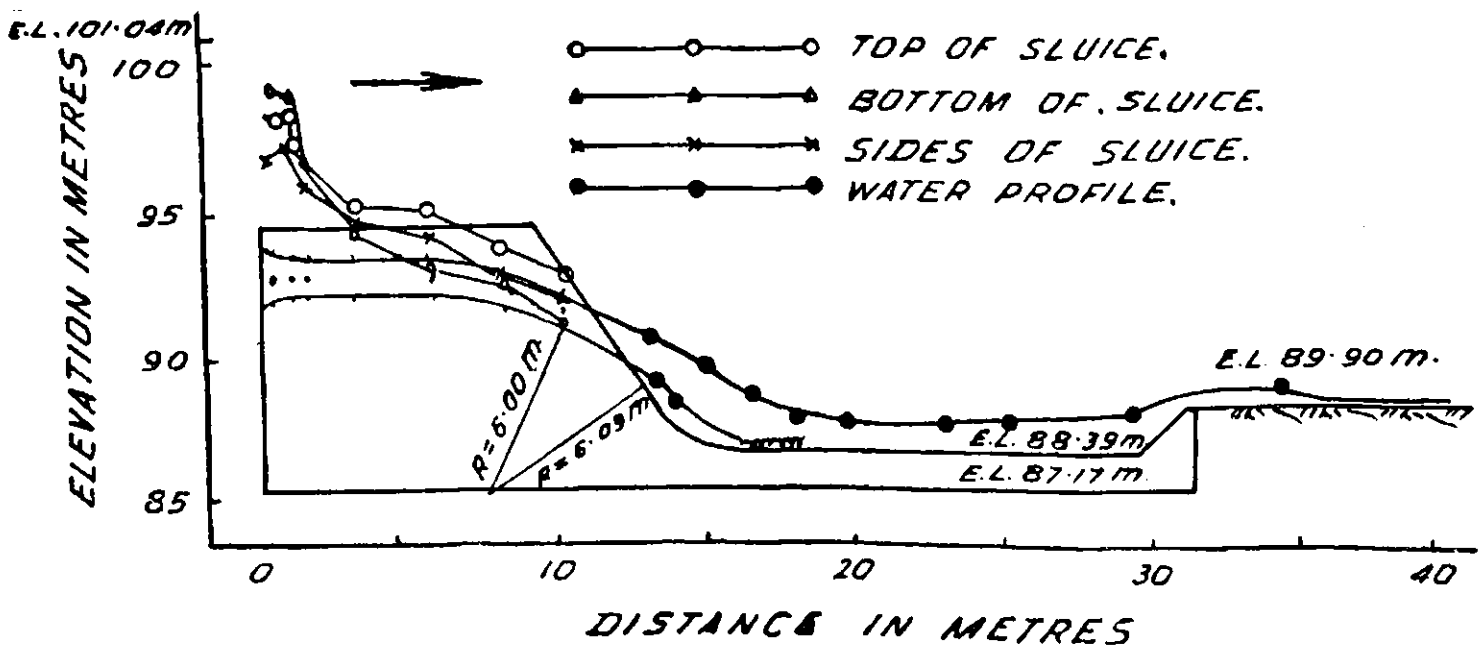 E.L. 101.04m
100
95
90
85
ELEVATION IN METRES
TOP OF SLUICE.
BOTTOM OF. SLUICE.
SIDES OF SLUICE.
WATER PROFILE.
R=6.00 m
R=6.09 m
E.L. 89.90 m.
E.L. 88.39m
E.L. 87.17 m.
0 10 20 30 40
DISTANCE IN METRES